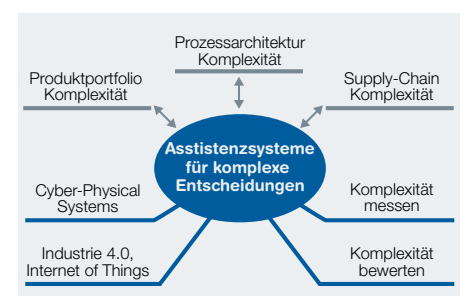 Prozessarchitektur
Komplexität
Produktportfolio
Komplexität
Supply-Chain
Komplexität
Asstistenzsysteme
für komplexe
Entscheidungen
Cyber-Physical
Systems
Komplexität
messen
Industrie 4.0,
Internet of Things
Komplexität
bewerten